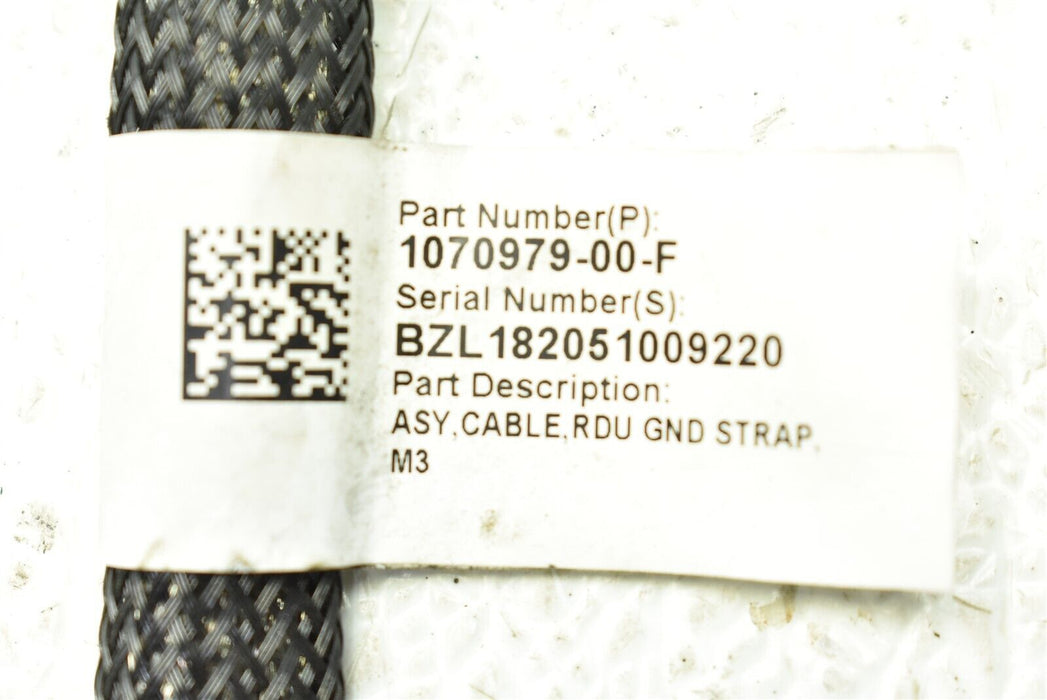 Part Number(P):
1070979-00-F
Serial Number(S):
BZL182051009220
Part Description:
ASY,CABLE,RDU GND STRAP,
M3